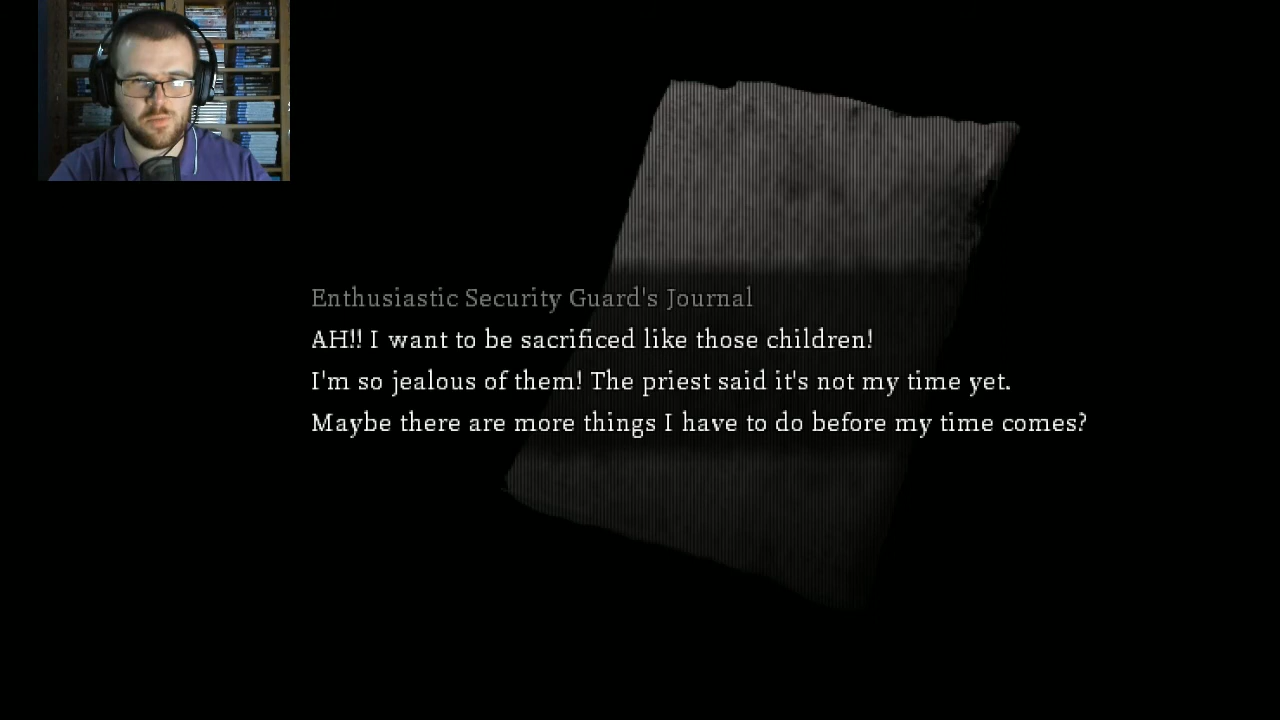 Enthusiastic Security Guard's Journal
AH!! I want to be sacrificed like those children!
I'm so jealous of them! The priest said it's not my time yet.
Maybe there are more things I have to do before my time comes?